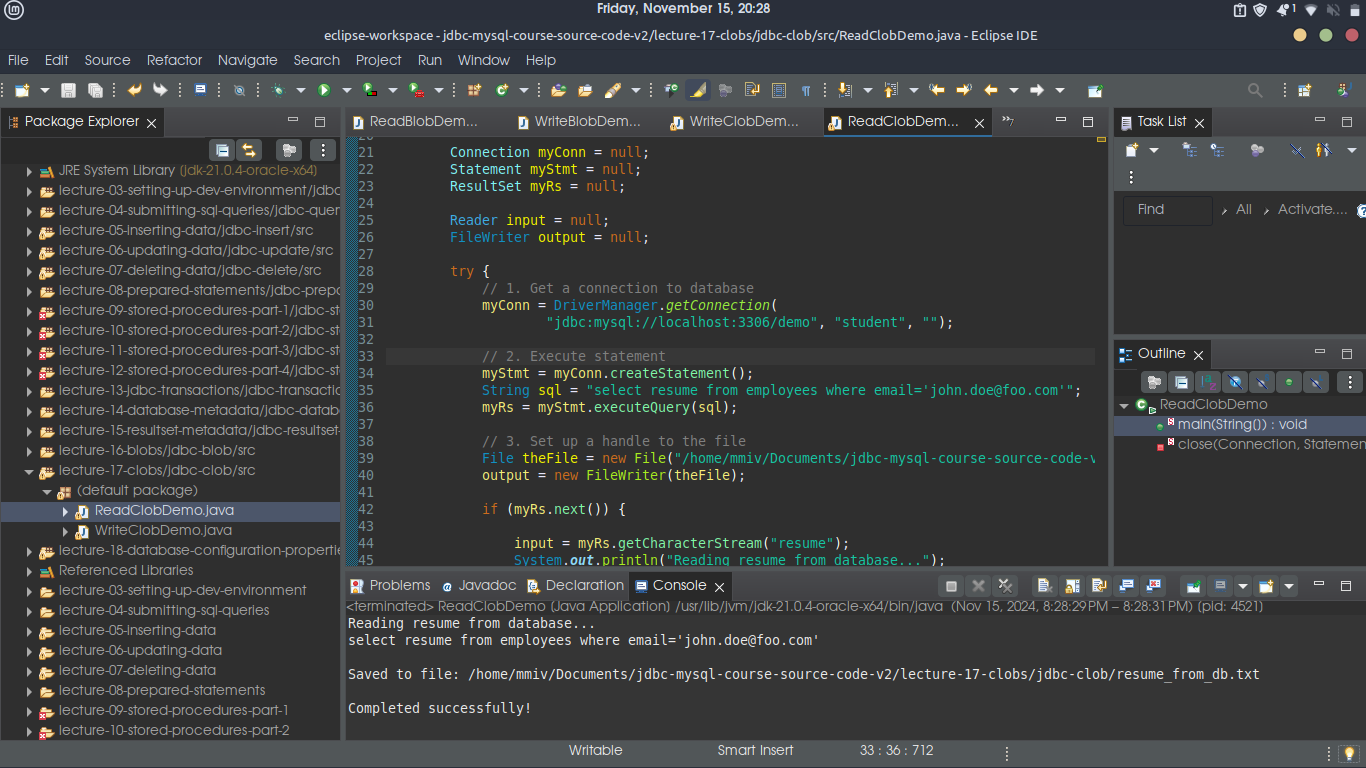 Friday, November 15, 20:28
1
eclipse-workspace - jdbc-mysql-course-source-code-v2/lecture-17-clobs/jdbc-clob/src/ReadClobDemo.java - Eclipse IDE
File Edit Source Refactor Navigate Search Project Run Window Help
Package Explorer
JRE System Library [jdk-21.0.4-oracle-x64]
lecture-03-setting-up-dev-environment/jdbc
lecture-04-submitting-sql-queries/jdbc-quer
lecture-05-inserting-data/jdbc-insert/src
lecture-06-updating-data/jdbc-update/src
lecture-07-deleting-data/jdbc-delete/src
lecture-08-prepared-statements/jdbc-prepa
lecture-09-stored-procedures-part-1/jdbc-st
lecture-10-stored-procedures-part-2/jdbc-st
lecture-11-stored-procedures-part-3/jdbc-st
lecture-12-stored-procedures-part-4/jdbc-st
lecture-13-jdbc-transactions/jdbc-transactic
lecture-14-database-metadata/jdbc-datab
lecture-15-resultset-metadata/jdbc-resultset
lecture-16-blobs/jdbc-blob/src
lecture-17-clobs/jdbc-clob/src
(default package)
ReadClobDemo.java
WriteClobDemo.java
lecture-18-database-configuration-propertie
Referenced Libraries
lecture-03-setting-up-dev-environment
lecture-04-submitting-sql-queries
lecture-05-inserting-data
lecture-06-updating-data
lecture-07-deleting-data
lecture-08-prepared-statements
lecture-09-stored-procedures-part-1
lecture-10-stored-procedures-part-2
ReadBlobDem... WriteBlobDem... WriteClobDem... ReadClobDem... »7
20
21 Connection myConn = null;
22 Statement myStmt = null;
23 ResultSet myRs = null;
24
25 Reader input = null;
26 FileWriter output = null;
27
28 try {
29 // 1. Get a connection to database
30 myConn = DriverManager.getConnection(
31 "jdbc:mysql://localhost:3306/demo", "student", "");
32
33 // 2. Execute statement
34 myStmt = myConn.createStatement();
35 String sql = "select resume from employees where email='john.doe@foo.com'";
36 myRs = myStmt.executeQuery(sql);
37
38 // 3. Set up a handle to the file
39 File theFile = new File("/home/mmiv/Documents/jdbc-mysql-course-source-code-v
40 output = new FileWriter(theFile);
41
42 if (myRs.next()) {
43
44 input = myRs.getCharacterStream("resume");
45 System.out.println("Reading resume from database...");
Task List
Find All Activate....
Outline
ReadClobDemo
main(String[]) : void
close(Connection, Statemen
Problems Javadoc Declaration Console
<terminated> ReadClobDemo [Java Application] /usr/lib/jvm/jdk-21.0.4-oracle-x64/bin/java (Nov 15, 2024, 8:28:29 PM – 8:28:31 PM) [pid: 4521]
Reading resume from database...
select resume from employees where email='john.doe@foo.com'
Saved to file: /home/mmiv/Documents/jdbc-mysql-course-source-code-v2/lecture-17-clobs/jdbc-clob/resume_from_db.txt
Completed successfully!
Writable Smart Insert 33 : 36 : 712